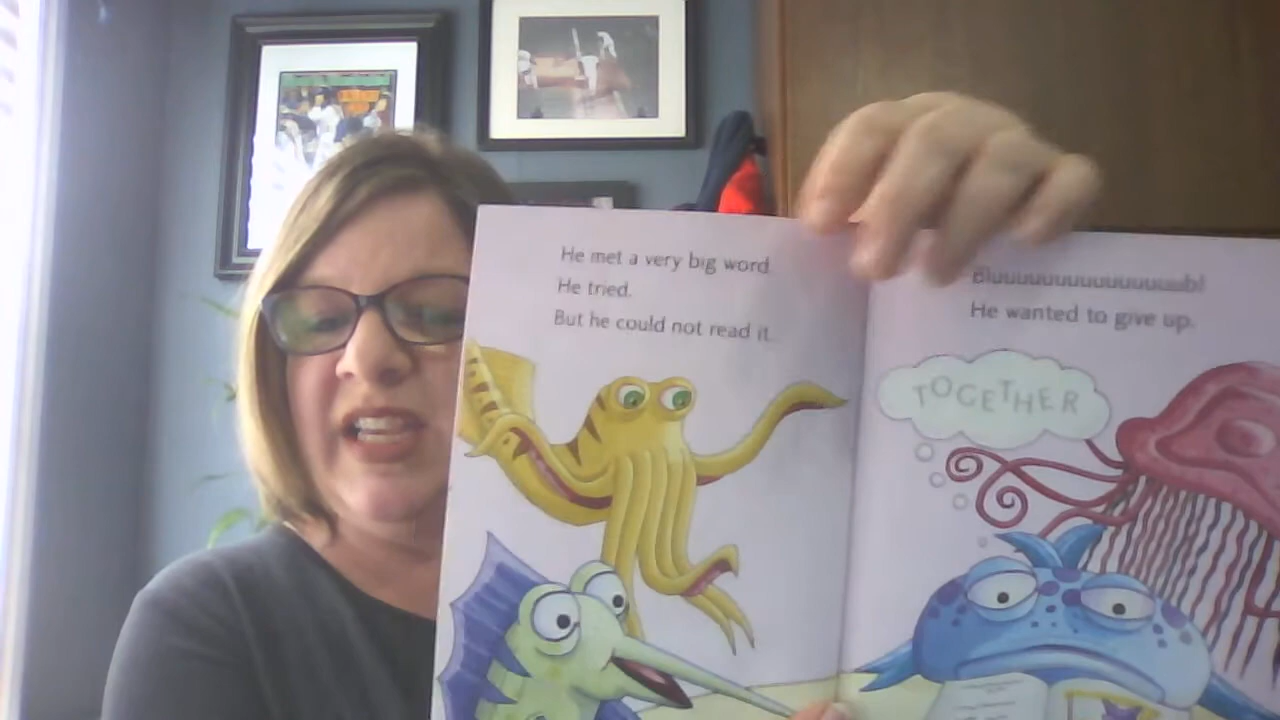 He met a very big word.
He tried.
But he could not read it.
Bluuuuuuuuuuuuuuuuub!
He wanted to give up.
TOGETHER